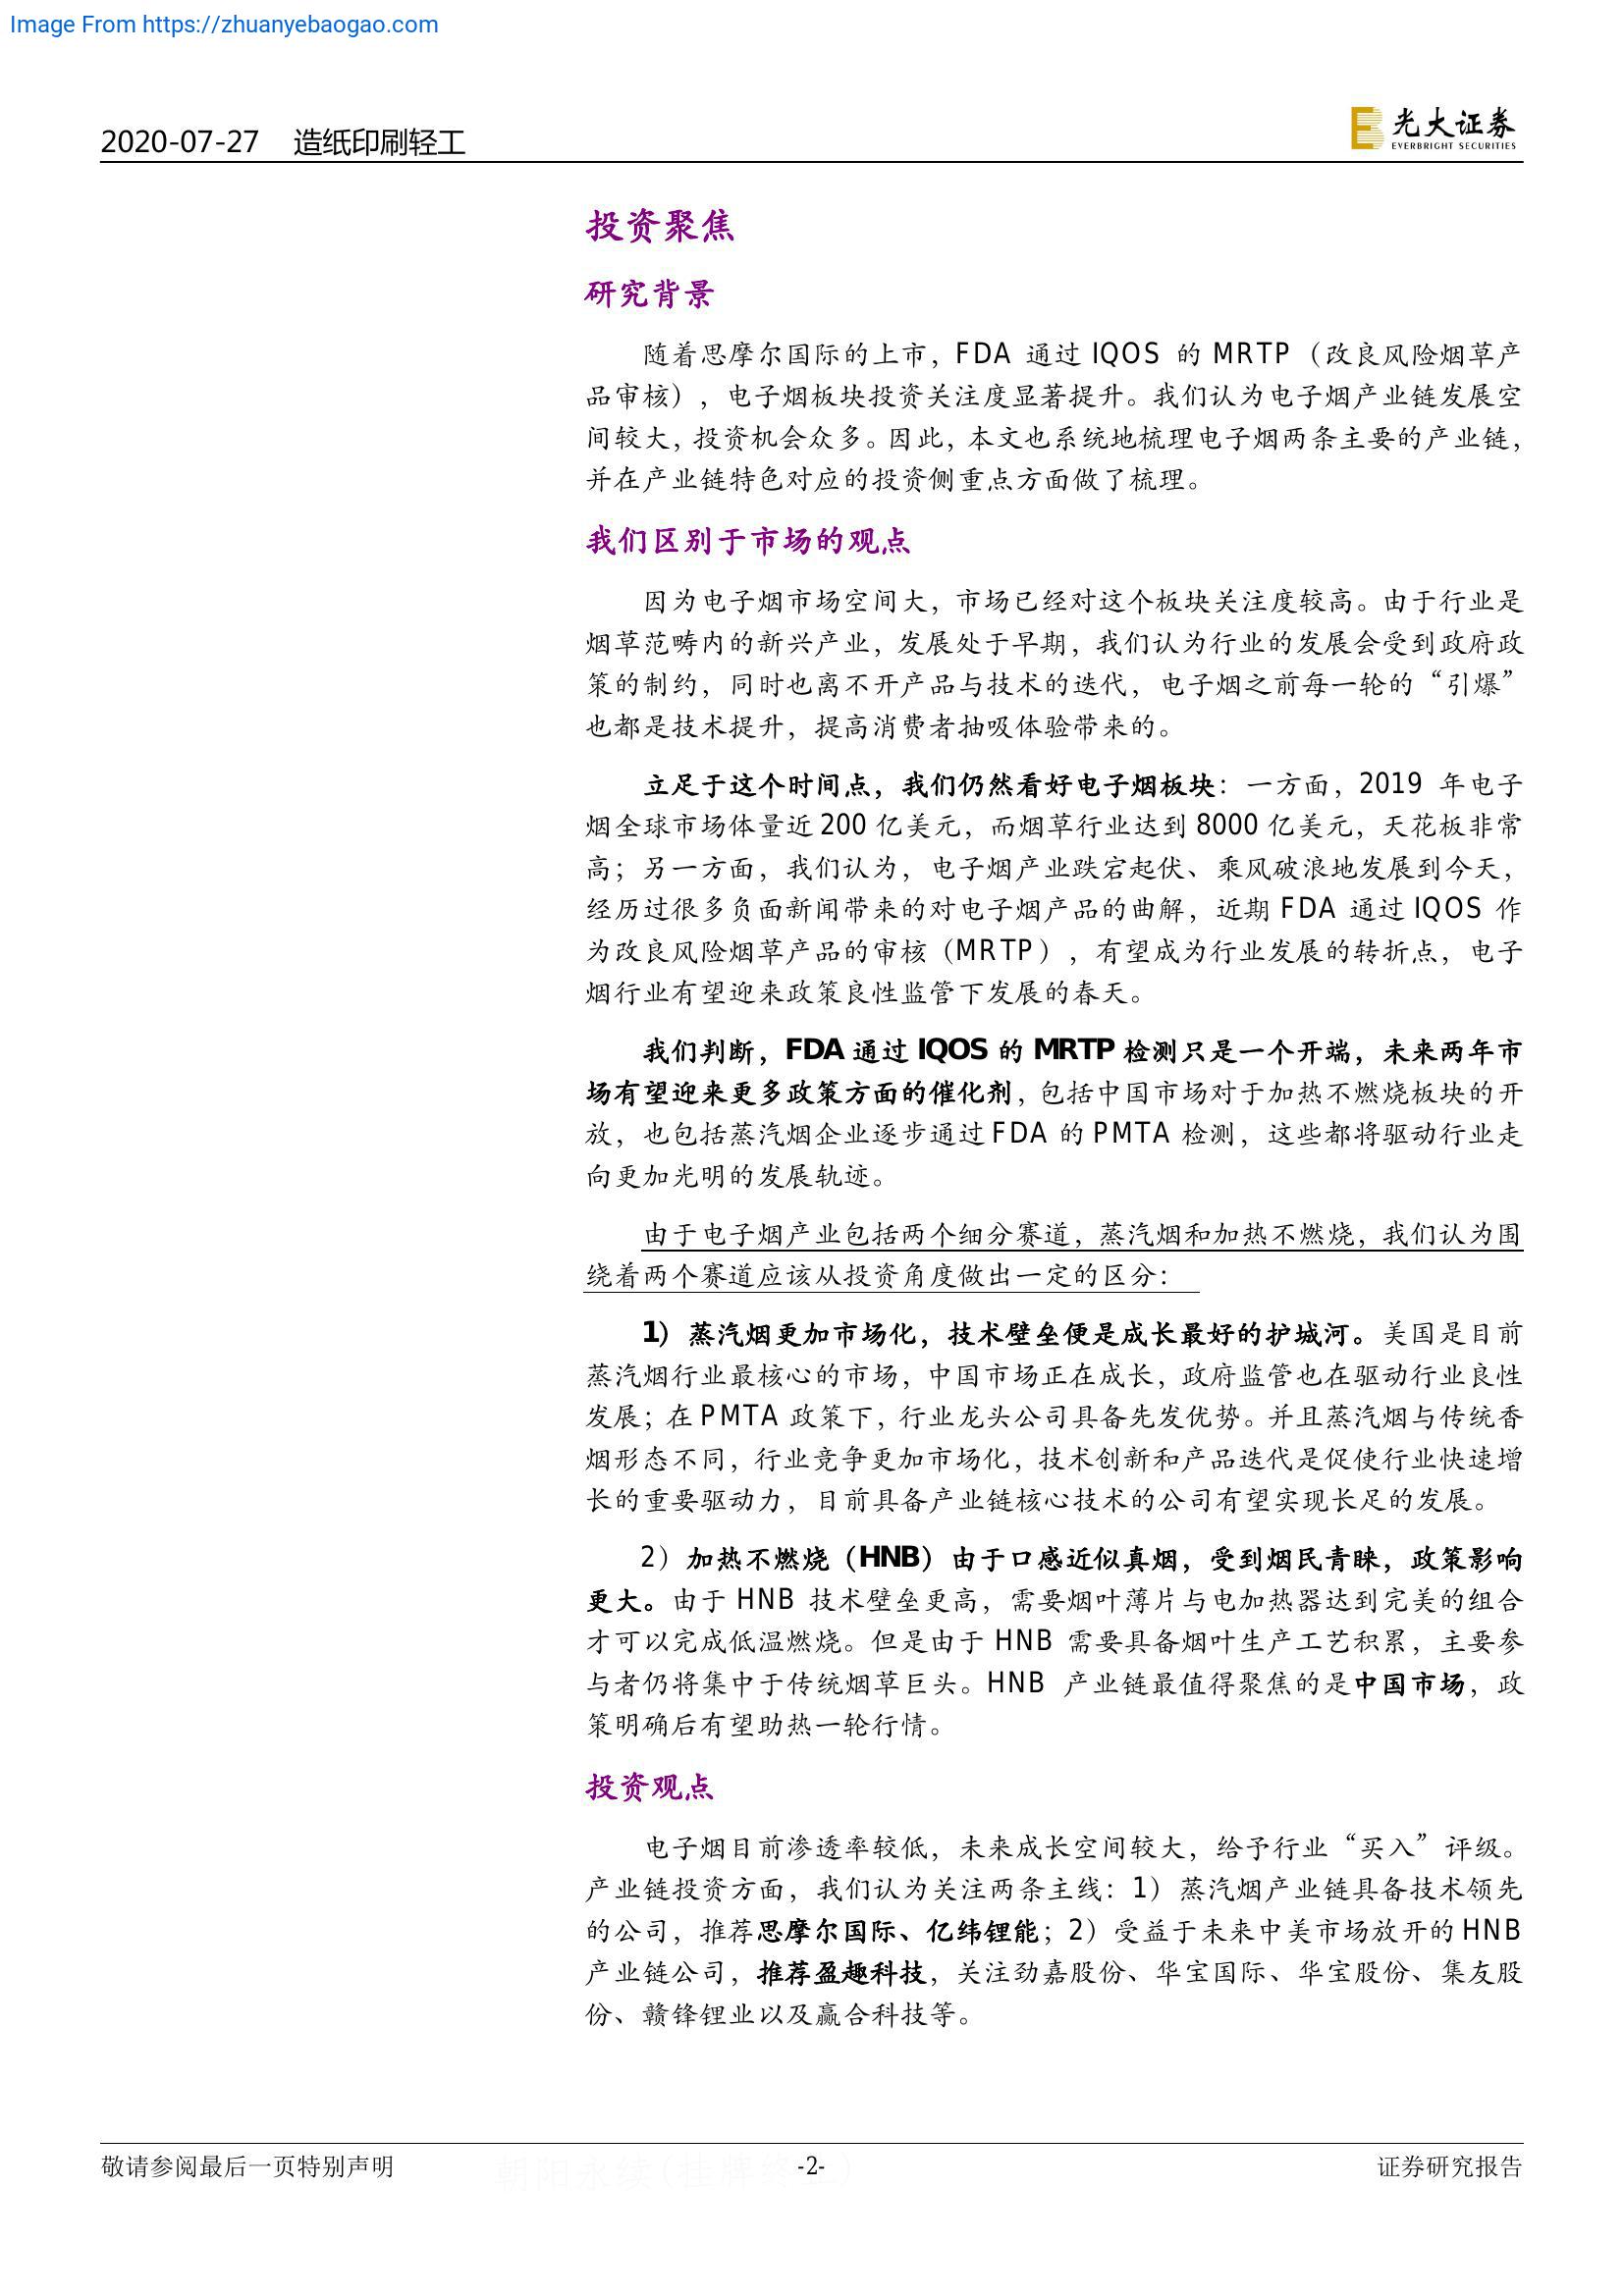 Image From https://zhuanyebaogao.com
2020-07-27 造纸印刷轻工
光大证券
EVERBRIGHT SECURITIES
投资聚焦
研究背景
随着思摩尔国际的上市，FDA 通过 IQOS 的 MRTP（改良风险烟草产
品审核），电子烟板块投资关注度显著提升。我们认为电子烟产业链发展空
间较大，投资机会众多。因此，本文也系统地梳理电子烟两条主要的产业链，
并在产业链特色对应的投资侧重点方面做了梳理。
我们区别于市场的观点
因为电子烟市场空间大，市场已经对这个板块关注度较高。由于行业是
烟草范畴内的新兴产业，发展处于早期，我们认为行业的发展会受到政府政
策的制约，同时也离不开产品与技术的迭代，电子烟之前每一轮的“引爆”
也都是技术提升，提高消费者抽吸体验带来的。
立足于这个时间点，我们仍然看好电子烟板块：一方面，2019 年电子
烟全球市场体量近 200 亿美元，而烟草行业达到 8000 亿美元，天花板非常
高；另一方面，我们认为，电子烟产业跌宕起伏、乘风破浪地发展到今天，
经历过很多负面新闻带来的对电子烟产品的曲解，近期 FDA 通过 IQOS 作
为改良风险烟草产品的审核（MRTP），有望成为行业发展的转折点，电子
烟行业有望迎来政策良性监管下发展的春天。
我们判断，FDA 通过 IQOS 的 MRTP 检测只是一个开端，未来两年市
场有望迎来更多政策方面的催化剂，包括中国市场对于加热不燃烧板块的开
放，也包括蒸汽烟企业逐步通过 FDA 的 PMTA 检测，这些都将驱动行业走
向更加光明的发展轨迹。
由于电子烟产业包括两个细分赛道，蒸汽烟和加热不燃烧，我们认为围
绕着两个赛道应该从投资角度做出一定的区分：
1）蒸汽烟更加市场化，技术壁垒便是成长最好的护城河。美国是目前
蒸汽烟行业最核心的市场，中国市场正在成长，政府监管也在驱动行业良性
发展；在 PMTA 政策下，行业龙头公司具备先发优势。并且蒸汽烟与传统香
烟形态不同，行业竞争更加市场化，技术创新和产品迭代是促使行业快速增
长的重要驱动力，目前具备产业链核心技术的公司有望实现长足的发展。
2）加热不燃烧（HNB）由于口感近似真烟，受到烟民青睐，政策影响
更大。由于 HNB 技术壁垒更高，需要烟叶薄片与电加热器达到完美的组合
才可以完成低温燃烧。但是由于 HNB 需要具备烟叶生产工艺积累，主要参
与者仍将集中于传统烟草巨头。HNB 产业链最值得聚焦的是中国市场，政
策明确后有望助热一轮行情。
投资观点
电子烟目前渗透率较低，未来成长空间较大，给予行业“买入”评级。
产业链投资方面，我们认为关注两条主线：1）蒸汽烟产业链具备技术领先
的公司，推荐思摩尔国际、亿纬锂能；2）受益于未来中美市场放开的 HNB
产业链公司，推荐盈趣科技，关注劲嘉股份、华宝国际、华宝股份、集友股
份、赣锋锂业以及赢合科技等。
敬请参阅最后一页特别声明 -2- 证券研究报告